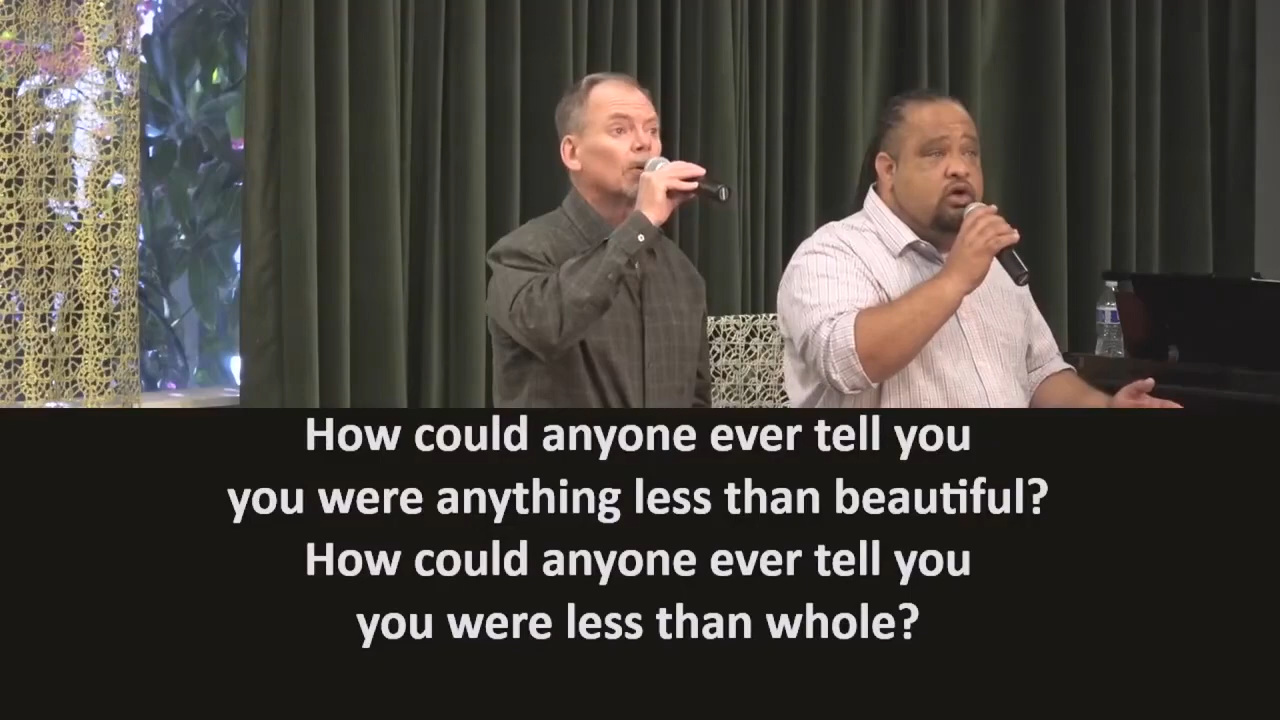 How could anyone ever tell you
you were anything less than beautiful?
How could anyone ever tell you
you were less than whole?